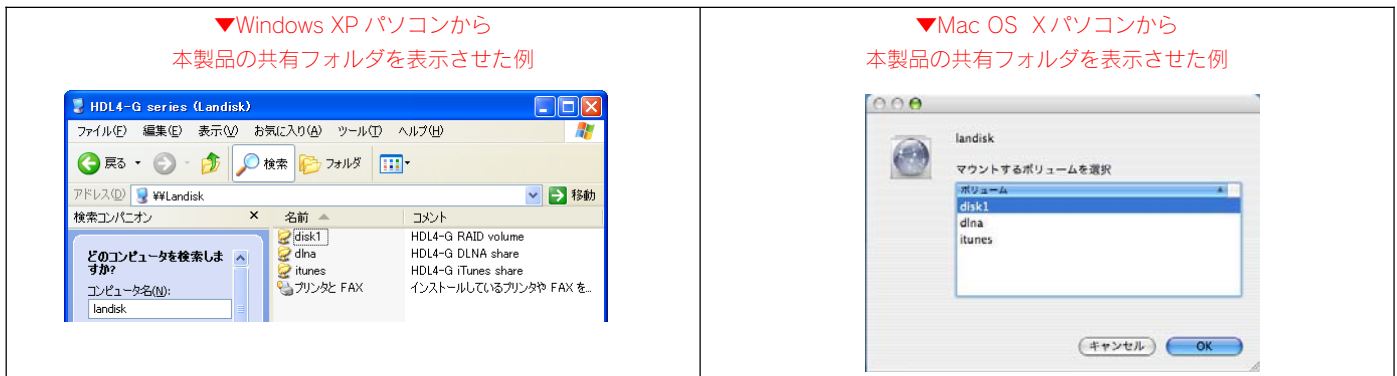 ▼Windows XP パソコンから
本製品の共有フォルダを表示させた例
HDL4-G series (Landisk)
ファイル(F) 編集(E) 表示(V) お気に入り(A) ツール(T) ヘルプ(H)
戻る 検索 フォルダ
アドレス(D) ¥¥Landisk 移動
検索コンパニオン × 名前 コメント
どのコンピュータを検索しま
すか?
コンピュータ名(N):
landisk
disk1 HDL4-G RAID volume
dlna HDL4-G DLNA share
itunes HDL4-G iTunes share
プリンタと FAX インストールしているプリンタや FAX を...
▼Mac OS X パソコンから
本製品の共有フォルダを表示させた例
landisk
マウントするボリュームを選択
ボリューム
disk1
dlna
itunes
キャンセル OK